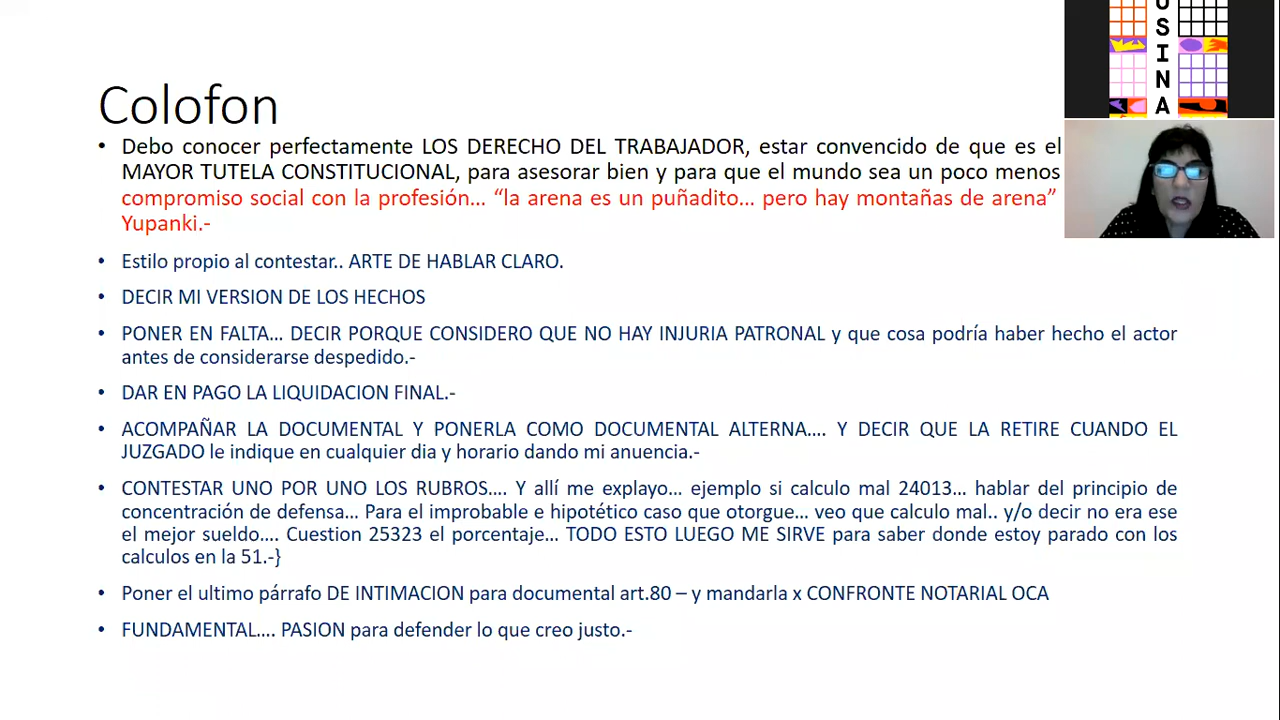 Colofon
• Debo conocer perfectamente LOS DERECHO DEL TRABAJADOR, estar convencido de que es el
MAYOR TUTELA CONSTITUCIONAL, para asesorar bien y para que el mundo sea un poco menos
compromiso social con la profesión... “la arena es un puñadito... pero hay montañas de arena”
Yupanki.-
• Estilo propio al contestar.. ARTE DE HABLAR CLARO.
• DECIR MI VERSION DE LOS HECHOS
• PONER EN FALTA... DECIR PORQUE CONSIDERO QUE NO HAY INJURIA PATRONAL y que cosa podría haber hecho el actor
antes de considerarse despedido.-
• DAR EN PAGO LA LIQUIDACION FINAL.-
• ACOMPAÑAR LA DOCUMENTAL Y PONERLA COMO DOCUMENTAL ALTERNA.... Y DECIR QUE LA RETIRE CUANDO EL
JUZGADO le indique en cualquier dia y horario dando mi anuencia.-
• CONTESTAR UNO POR UNO LOS RUBROS.... Y allí me explayo... ejemplo si calculo mal 24013... hablar del principio de
concentración de defensa... Para el improbable e hipotético caso que otorgue... veo que calculo mal.. y/o decir no era ese
el mejor sueldo.... Cuestion 25323 el porcentaje... TODO ESTO LUEGO ME SIRVE para saber donde estoy parado con los
calculos en la 51.-}
• Poner el ultimo párrafo DE INTIMACION para documental art.80 – y mandarla x CONFRONTE NOTARIAL OCA
• FUNDAMENTAL.... PASION para defender lo que creo justo.-
U
S
I
N
A